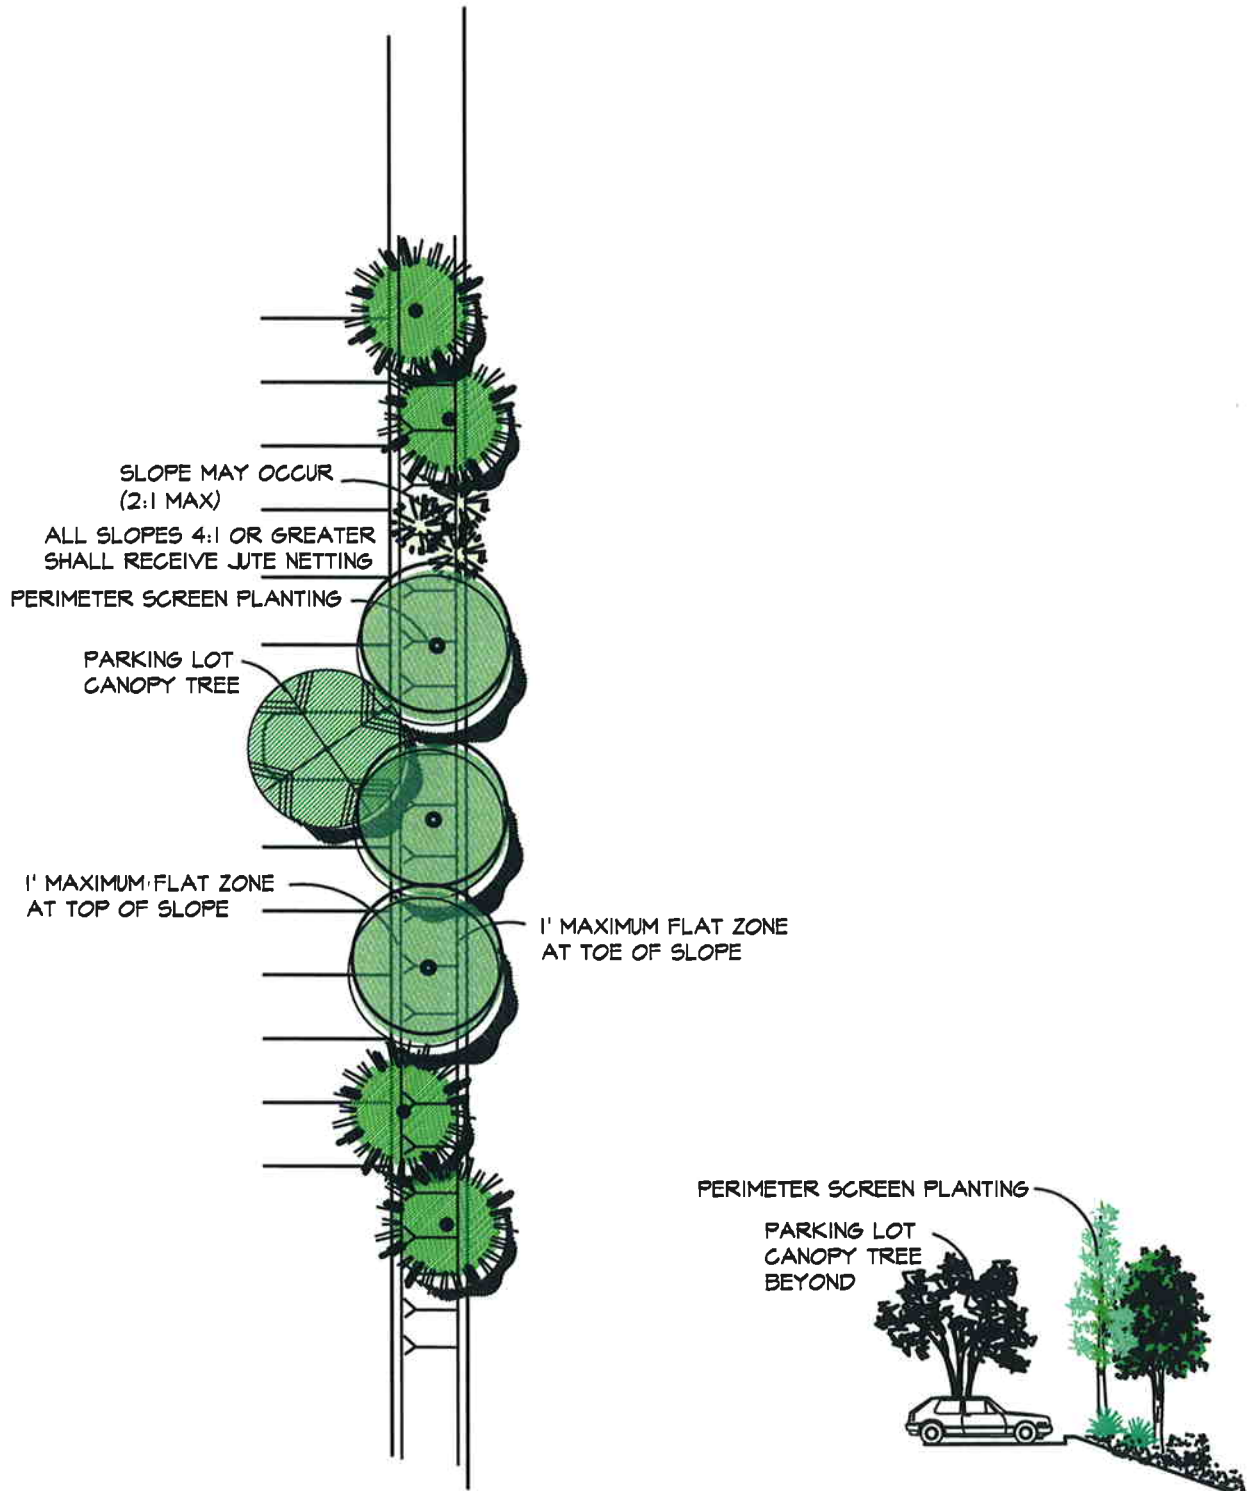 SLOPE MAY OCCUR
(2:1 MAX)
ALL SLOPES 4:1 OR GREATER
SHALL RECEIVE JUTE NETTING
PERIMETER SCREEN PLANTING
PARKING LOT
CANOPY TREE
1' MAXIMUM FLAT ZONE
AT TOP OF SLOPE
1' MAXIMUM FLAT ZONE
AT TOE OF SLOPE
PERIMETER SCREEN PLANTING
PARKING LOT
CANOPY TREE
BEYOND